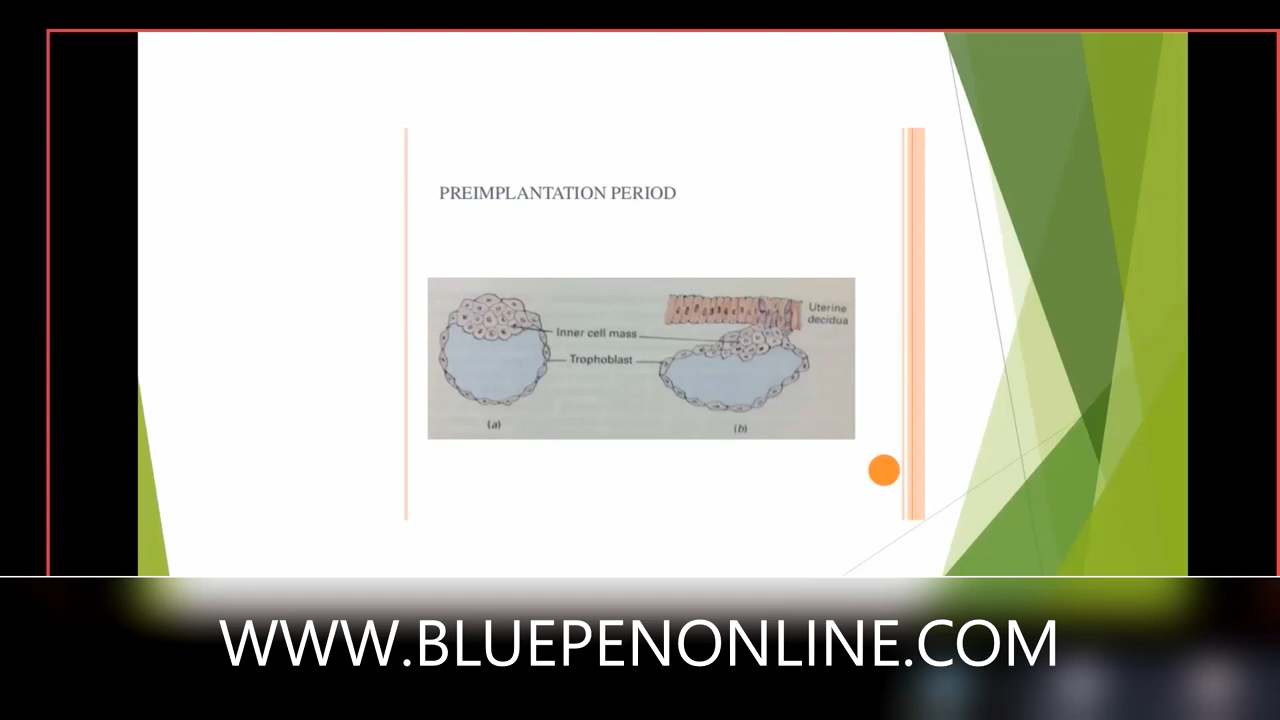 PREIMPLANTATION PERIOD
Uterine
decidua
Inner cell mass
Trophoblast
(a)
(b)
WWW.BLUEPENONLINE.COM